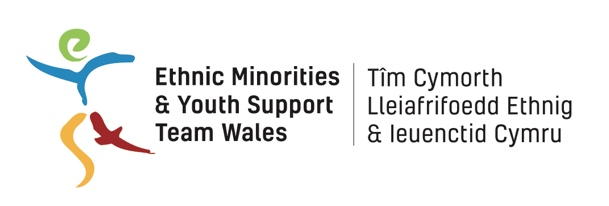 Ethnic Minorities
& Youth Support
Team Wales
Tîm Cymorth
Lleiafrifoedd Ethnig
& Ieuenctid Cymru